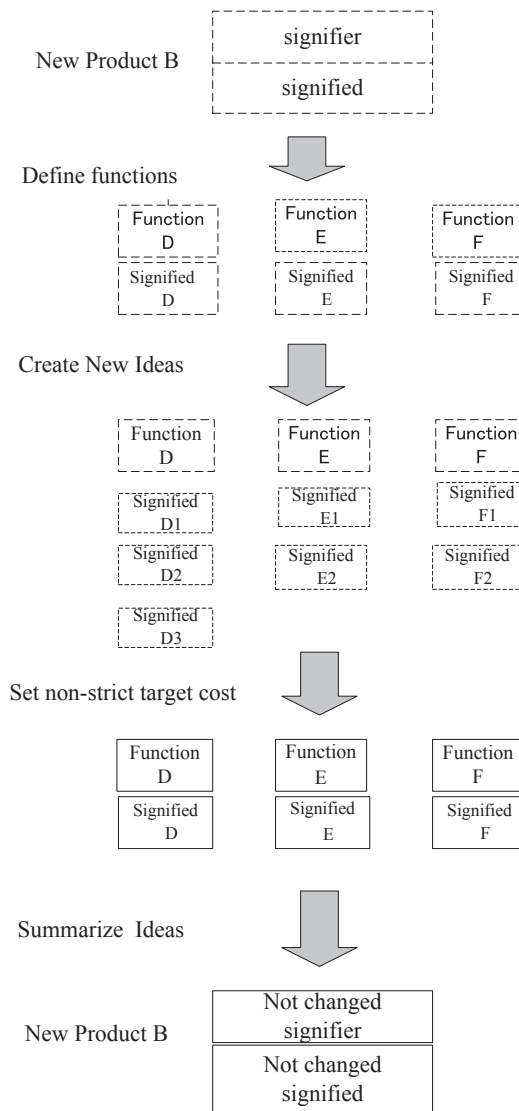 signifier
New Product B
signified
Define functions
Function Function Function
D E F
Signified Signified Signified
D E F
Create New Ideas
Function Function Function
D E F
Signified Signified Signified
D1 E1 F1
Signified Signified Signified
D2 E2 F2
Signified
D3
Set non-strict target cost
Function Function Function
D E F
Signified Signified Signified
D E F
Summarize Ideas
Not changed
signifier
New Product B
Not changed
signified